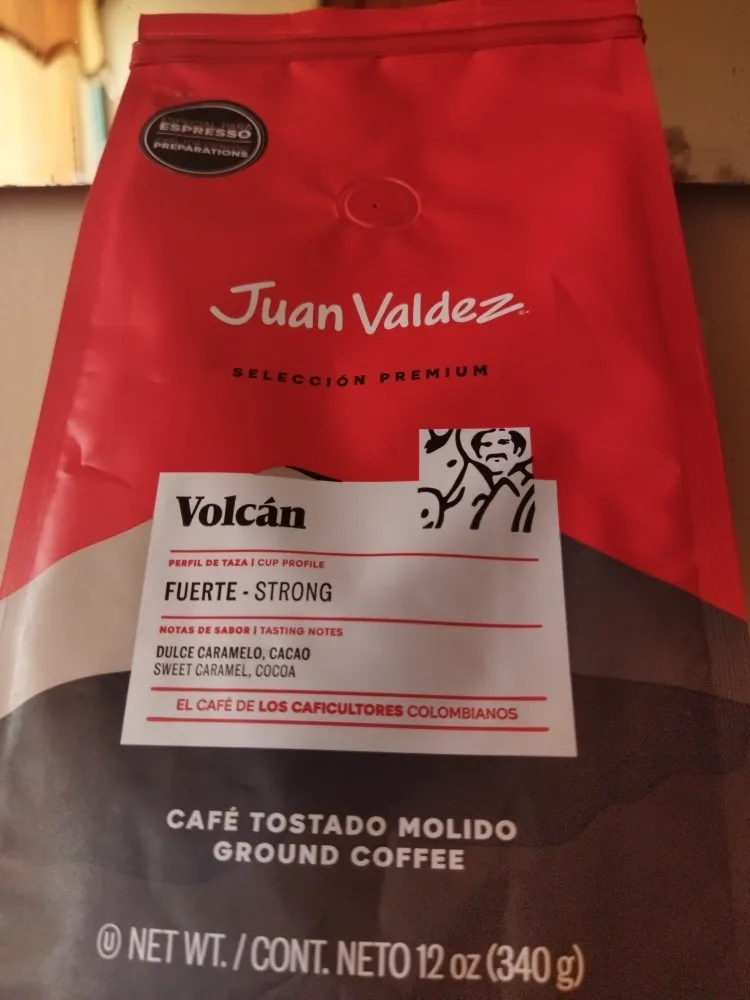 ESPRESSO
PREPARATIONS
Juan Valdez
SELECCIÓN PREMIUM
Volcán
PERFIL DE TAZA | CUP PROFILE
FUERTE - STRONG
NOTAS DE SABOR | TASTING NOTES
DULCE CARAMELO, CACAO
SWEET CARAMEL, COCOA
EL CAFÉ DE LOS CAFICULTORES COLOMBIANOS
CAFÉ TOSTADO MOLIDO
GROUND COFFEE
U NET WT. / CONT. NETO 12 oz (340 g)